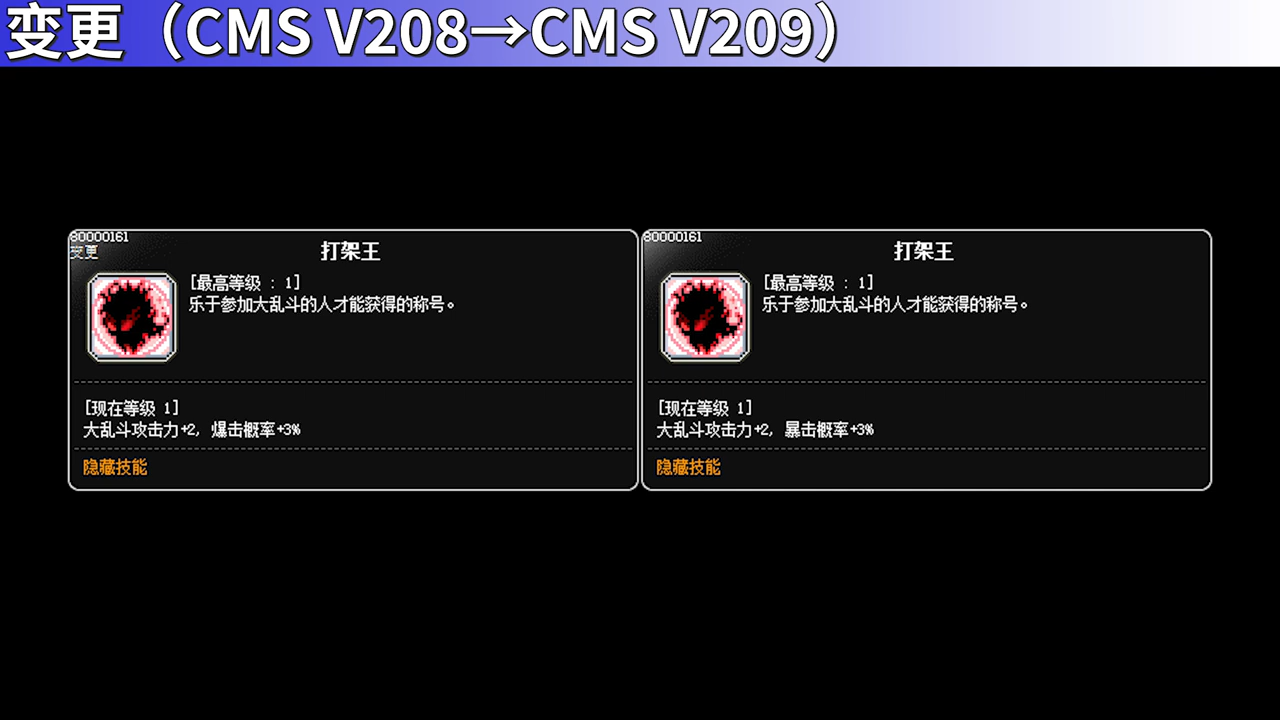 变更（CMS V208→CMS V209）
80000161
变更
打架王
[最高等级 : 1]
乐于参加大乱斗的人才能获得的称号。
[现在等级 1]
大乱斗攻击力+2, 爆击概率+3%
隐藏技能
80000161
打架王
[最高等级 : 1]
乐于参加大乱斗的人才能获得的称号。
[现在等级 1]
大乱斗攻击力+2, 暴击概率+3%
隐藏技能